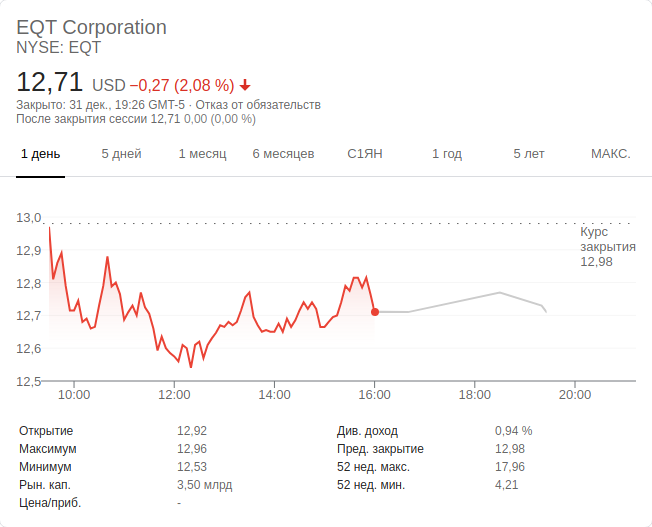 EQT Corporation
NYSE: EQT
12,71 USD −0,27 (2,08 %)
Закрыто: 31 дек., 19:26 GMT-5 · Отказ от обязательств
После закрытия сессии 12,71 0,00 (0,00 %)
1 день 5 дней 1 месяц 6 месяцев С1ЯН 1 год 5 лет МАКС.
13,0
Курс
закрытия
12,98
12,9
12,8
12,7
12,6
12,5
10:00 12:00 14:00 16:00 18:00 20:00
Открытие 12,92 Див. доход 0,94 %
Максимум 12,96 Пред. закрытие 12,98
Минимум 12,53 52 нед. макс. 17,96
Рын. кап. 3,50 млрд 52 нед. мин. 4,21
Цена/приб. -